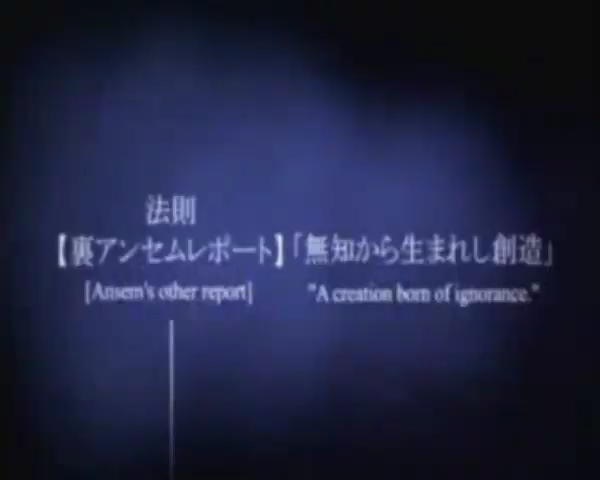 法則
【裏アンセムレポート】「無知から生まれし創造」
[Ansem's other report] "A creation born of ignorance."